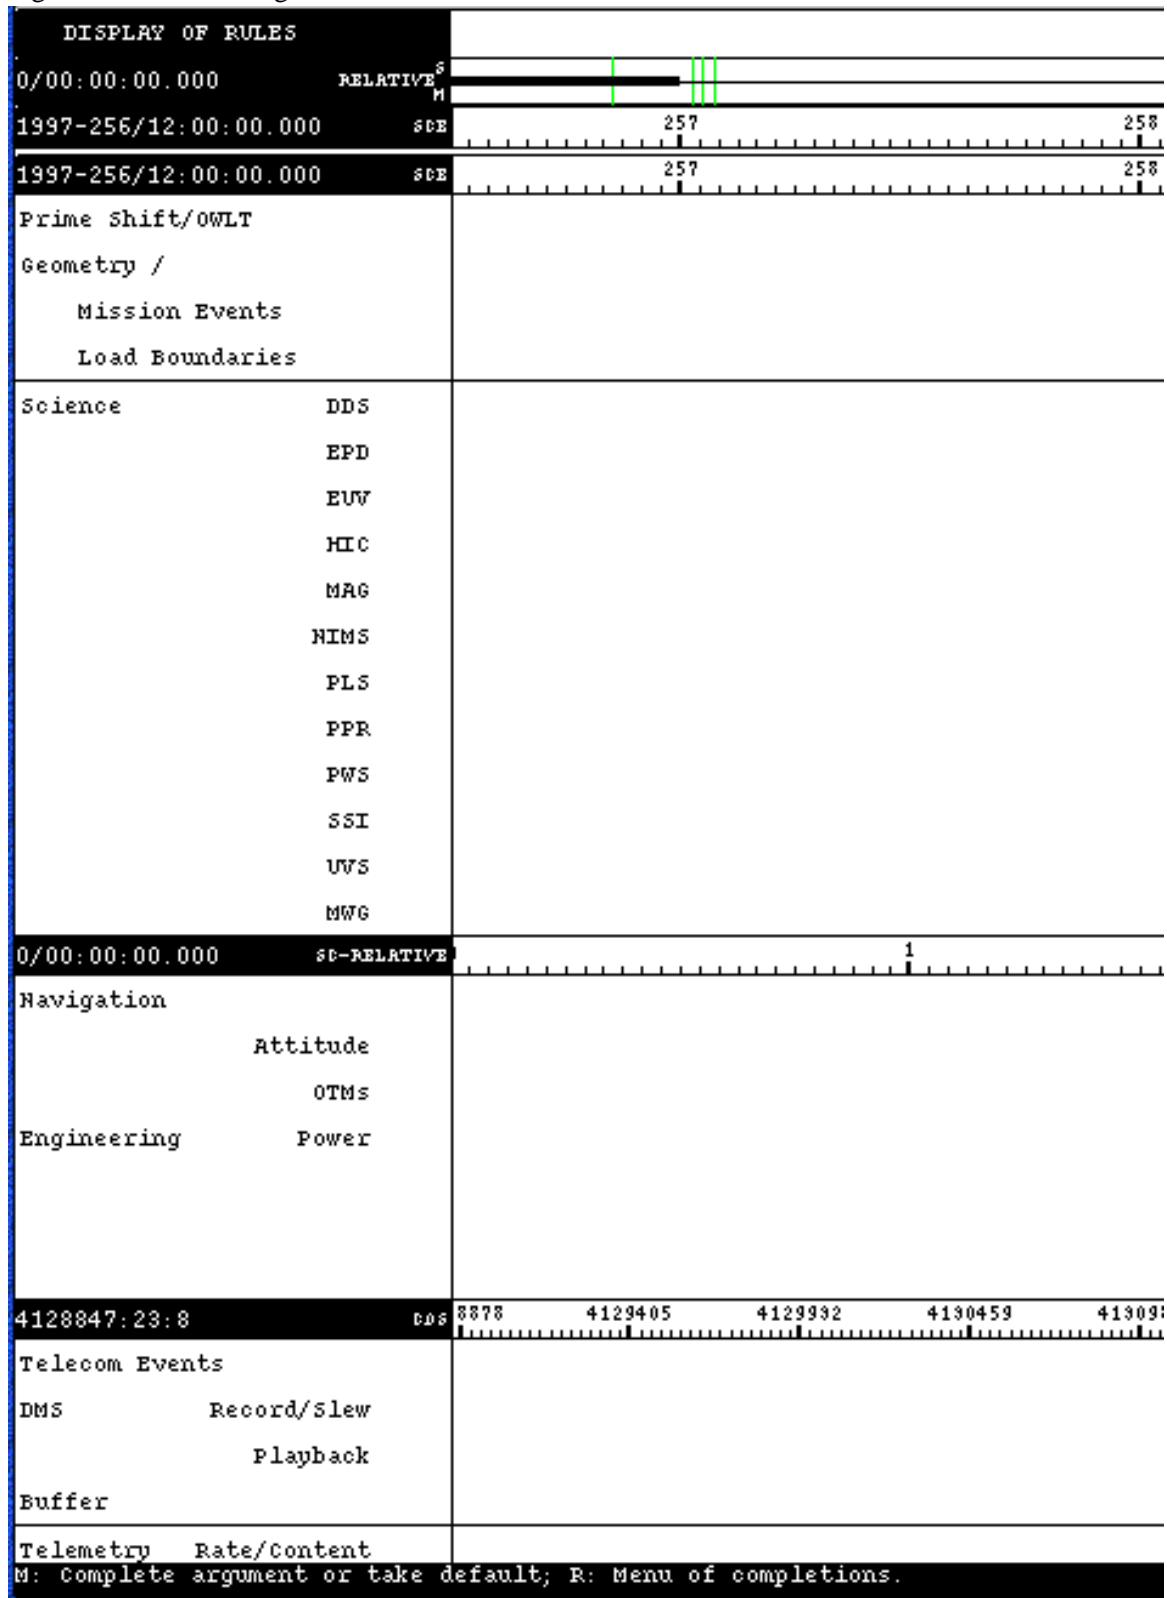 DISPLAY OF RULES
0/00:00:00.000 RELATIVE S M
1997-256/12:00:00.000 SCE 257 258
1997-256/12:00:00.000 SCE 257 258
Prime Shift/OWLT
Geometry /
Mission Events
Load Boundaries
Science DDS
EPD
EUV
HIC
MAG
NIMS
PLS
PPR
PWS
SSI
UVS
MWG
0/00:00:00.000 SC-RELATIVE 1
Navigation
Attitude
OTMs
Engineering Power
4128847:23:8 CDS 8878 4129405 4129932 4130459 413098
Telecom Events
DMS Record/Slew
Playback
Buffer
Telemetry Rate/Content
M: Complete argument or take default; R: Menu of completions.